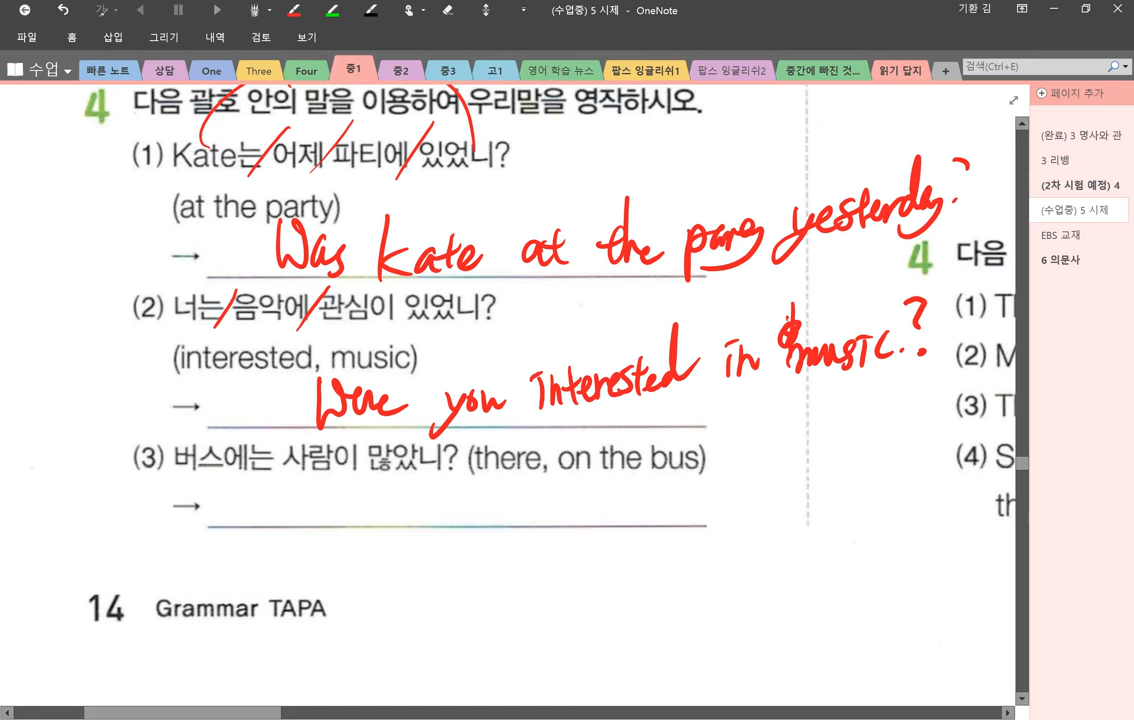 (수업중) 5 시제 - OneNote
기환 김
파일 홈 삽입 그리기 내역 검토 보기
수업 빠른 노트 상담 One Three Four 중1 중2 중3 고1 영어 학습 뉴스 팝스 잉글리쉬1 팝스 잉글리쉬2 중간에 빠진 것... 읽기 답지 + 검색(Ctrl+E)
페이지 추가
(완료) 3 명사와 관
3 리뱅
(2차 시험 예정) 4
(수업중) 5 시제
EBS 교재
6 의문사
4 다음 괄호 안의 말을 이용하여 우리말을 영작하시오.
(1) Kate는 어제 파티에 있었니?
(at the party)
→ Was Kate at the party yesterday?
(2) 너는 음악에 관심이 있었니?
(interested, music)
→ Were you interested in music?
(3) 버스에는 사람이 많았니? (there, on the bus)
→
14 Grammar TAPA
4 다음
(1) T
(2) M
(3) T
(4) S
th